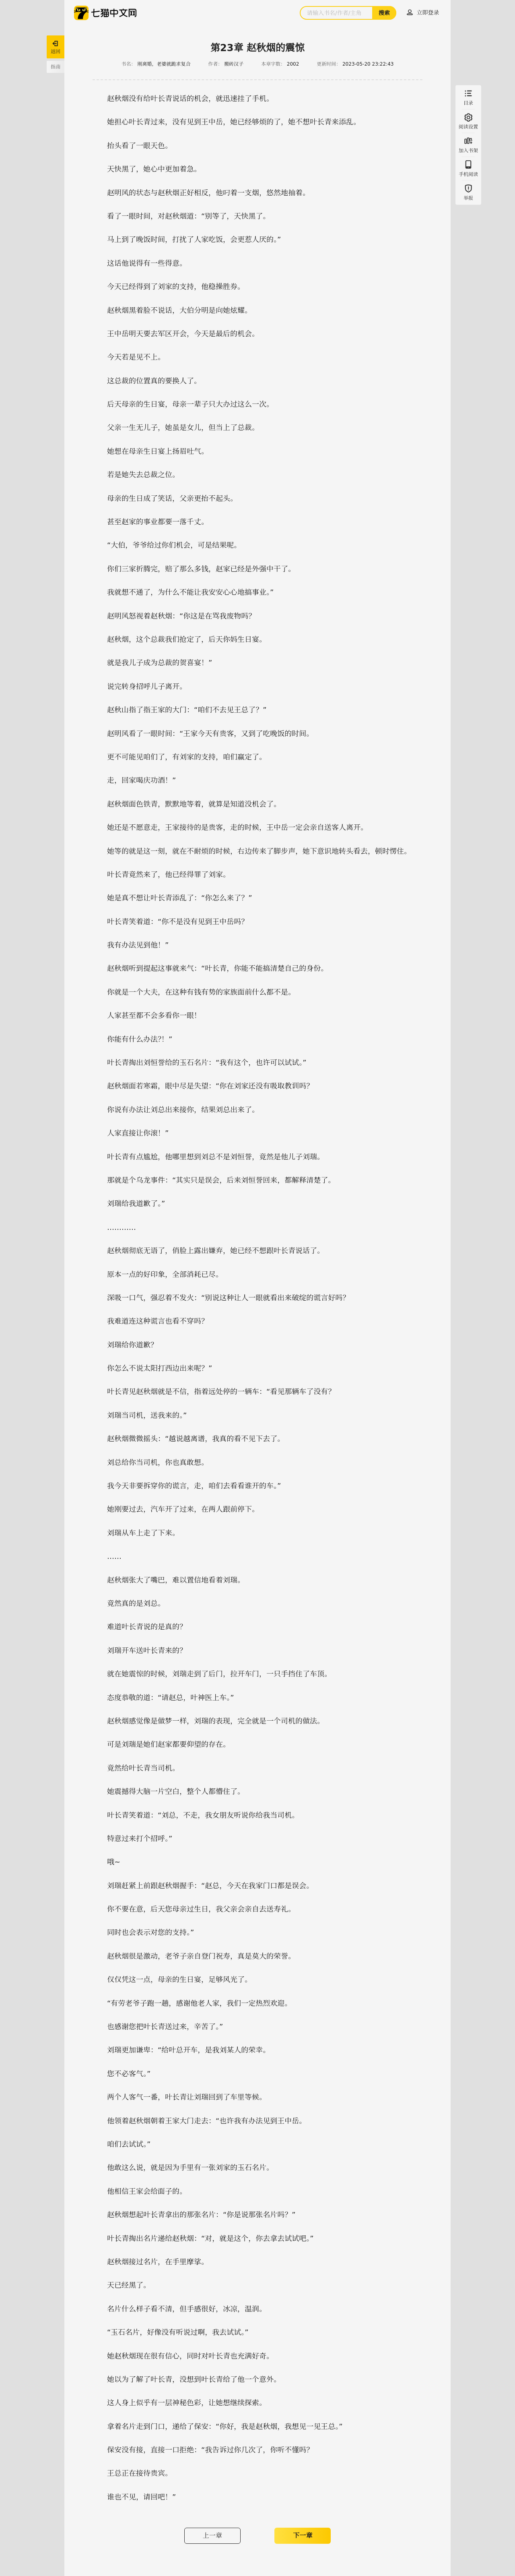 七猫中文网
请输入书名/作者/主角
搜索
立即登录
返回
指南
目录
阅读设置
加入书架
手机阅读
举报
第23章 赵秋烟的震惊
书名: 刚离婚，老婆就跪求复合 作者: 搬砖汉子 本章字数: 2002 更新时间: 2023-05-20 23:22:43
赵秋烟没有给叶长青说话的机会，就迅速挂了手机。
她担心叶长青过来，没有见到王中岳，她已经够烦的了，她不想叶长青来添乱。
抬头看了一眼天色。
天快黑了，她心中更加着急。
赵明风的状态与赵秋烟正好相反，他叼着一支烟，悠然地抽着。
看了一眼时间，对赵秋烟道：“别等了，天快黑了。
马上到了晚饭时间，打扰了人家吃饭，会更惹人厌的。”
这话他说得有一些得意。
今天已经得到了刘家的支持，他稳操胜券。
赵秋烟黑着脸不说话，大伯分明是向她炫耀。
王中岳明天要去军区开会，今天是最后的机会。
今天若是见不上。
这总裁的位置真的要换人了。
后天母亲的生日宴，母亲一辈子只大办过这么一次。
父亲一生无儿子，她虽是女儿，但当上了总裁。
她想在母亲生日宴上扬眉吐气。
若是她失去总裁之位。
母亲的生日成了笑话，父亲更抬不起头。
甚至赵家的事业都要一落千丈。
“大伯，爷爷给过你们机会，可是结果呢。
你们三家折腾完，赔了那么多钱，赵家已经是外强中干了。
我就想不通了，为什么不能让我安安心心地搞事业。”
赵明风怒视着赵秋烟：“你这是在骂我废物吗？
赵秋烟，这个总裁我们抢定了，后天你妈生日宴。
就是我儿子成为总裁的贺喜宴！”
说完转身招呼儿子离开。
赵秋山指了指王家的大门：“咱们不去见王总了？”
赵明风看了一眼时间：“王家今天有贵客，又到了吃晚饭的时间。
更不可能见咱们了，有刘家的支持，咱们赢定了。
走，回家喝庆功酒！”
赵秋烟面色铁青，默默地等着，就算是知道没机会了。
她还是不愿意走，王家接待的是贵客，走的时候，王中岳一定会亲自送客人离开。
她等的就是这一刻，就在不耐烦的时候，右边传来了脚步声，她下意识地转头看去，顿时愣住。
叶长青竟然来了，他已经得罪了刘家。
她是真不想让叶长青添乱了：“你怎么来了？”
叶长青笑着道：“你不是没有见到王中岳吗？
我有办法见到他！”
赵秋烟听到提起这事就来气：“叶长青，你能不能搞清楚自己的身份。
你就是一个大夫，在这种有钱有势的家族面前什么都不是。
人家甚至都不会多看你一眼！
你能有什么办法?！”
叶长青掏出刘恒誉给的玉石名片：“我有这个，也许可以试试。”
赵秋烟面若寒霜，眼中尽是失望：“你在刘家还没有吸取教训吗？
你说有办法让刘总出来接你，结果刘总出来了。
人家直接让你滚！”
叶长青有点尴尬，他哪里想到刘总不是刘恒誉，竟然是他儿子刘瑞。
那就是个乌龙事件：“其实只是误会，后来刘恒誉回来，都解释清楚了。
刘瑞给我道歉了。”
…………
赵秋烟彻底无语了，俏脸上露出嫌弃，她已经不想跟叶长青说话了。
原本一点的好印象，全部消耗已尽。
深吸一口气，强忍着不发火：“别说这种让人一眼就看出来破绽的谎言好吗？
我难道连这种谎言也看不穿吗？
刘瑞给你道歉？
你怎么不说太阳打西边出来呢？”
叶长青见赵秋烟就是不信，指着远处停的一辆车：“看见那辆车了没有？
刘瑞当司机，送我来的。”
赵秋烟微微摇头：“越说越离谱，我真的看不见下去了。
刘总给你当司机，你也真敢想。
我今天非要拆穿你的谎言，走，咱们去看看谁开的车。”
她刚要过去，汽车开了过来，在两人跟前停下。
刘瑞从车上走了下来。
……
赵秋烟张大了嘴巴，难以置信地看着刘瑞。
竟然真的是刘总。
难道叶长青说的是真的？
刘瑞开车送叶长青来的？
就在她震惊的时候，刘瑞走到了后门，拉开车门，一只手挡住了车顶。
态度恭敬的道：“请赵总，叶神医上车。”
赵秋烟感觉像是做梦一样，刘瑞的表现，完全就是一个司机的做法。
可是刘瑞是她们赵家都要仰望的存在。
竟然给叶长青当司机。
她震撼得大脑一片空白，整个人都懵住了。
叶长青笑着道：“刘总，不走，我女朋友听说你给我当司机。
特意过来打个招呼。”
哦~
刘瑞赶紧上前跟赵秋烟握手：“赵总，今天在我家门口都是误会。
你不要在意，后天您母亲过生日，我父亲会亲自去送寿礼。
同时也会表示对您的支持。”
赵秋烟很是激动，老爷子亲自登门祝寿，真是莫大的荣誉。
仅仅凭这一点，母亲的生日宴，足够风光了。
“有劳老爷子跑一趟，感谢他老人家，我们一定热烈欢迎。
也感谢您把叶长青送过来，辛苦了。”
刘瑞更加谦卑：“给叶总开车，是我刘某人的荣幸。
您不必客气。”
两个人客气一番，叶长青让刘瑞回到了车里等候。
他领着赵秋烟朝着王家大门走去：“也许我有办法见到王中岳。
咱们去试试。”
他敢这么说，就是因为手里有一张刘家的玉石名片。
他相信王家会给面子的。
赵秋烟想起叶长青拿出的那张名片：“你是说那张名片吗？”
叶长青掏出名片递给赵秋烟：“对，就是这个，你去拿去试试吧。”
赵秋烟接过名片，在手里摩挲。
天已经黑了。
名片什么样子看不清，但手感很好，冰凉，温润。
“玉石名片，好像没有听说过啊，我去试试。”
她赵秋烟现在很有信心，同时对叶长青也充满好奇。
她以为了解了叶长青，没想到叶长青给了他一个意外。
这人身上似乎有一层神秘色彩，让她想继续探索。
拿着名片走到门口，递给了保安：“你好，我是赵秋烟，我想见一见王总。”
保安没有接，直接一口拒绝：“我告诉过你几次了，你听不懂吗？
王总正在接待贵宾。
谁也不见，请回吧！”
上一章
下一章